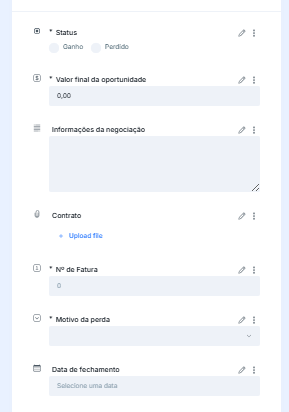 * Status
Ganho Perdido
* Valor final da oportunidade
0,00
Informações da negociação
Contrato
+ Upload file
* Nº de Fatura
0
* Motivo da perda
Data de fechamento
Selecione uma data